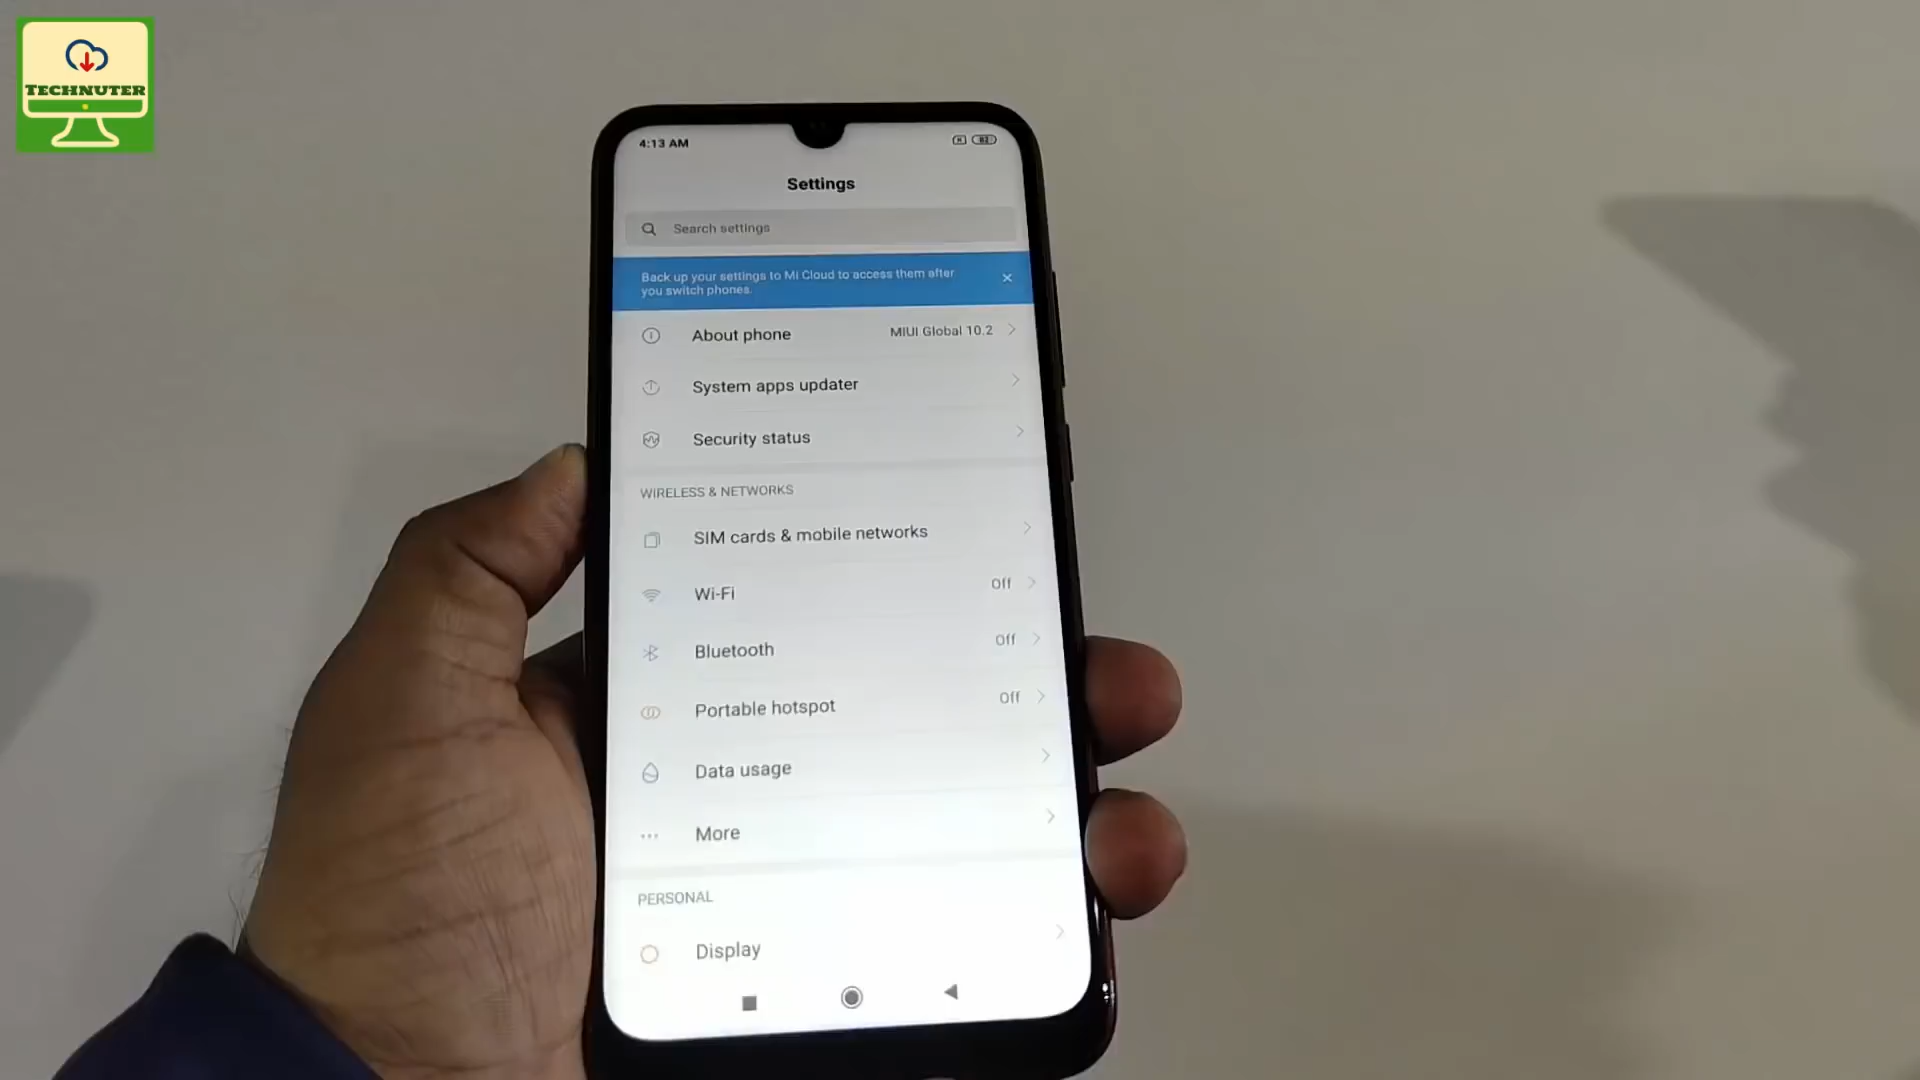 TECHNUTER
4:13 AM
82
Settings
Search settings
Back up your settings to Mi Cloud to access them after
you switch phones.
About phone MIUI Global 10.2
System apps updater
Security status
WIRELESS & NETWORKS
SIM cards & mobile networks
Wi-Fi Off
Bluetooth Off
Portable hotspot Off
Data usage
More
PERSONAL
Display